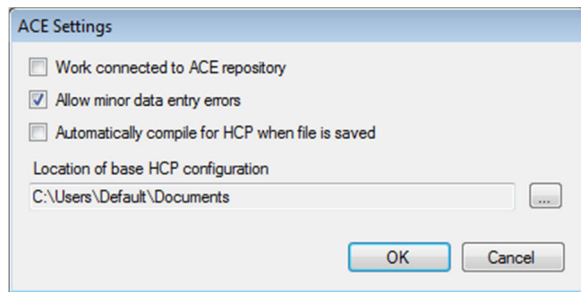 ACE Settings
Work connected to ACE repository
Allow minor data entry errors
Automatically compile for HCP when file is saved
Location of base HCP configuration
C:\Users\Default\Documents
...
OK Cancel